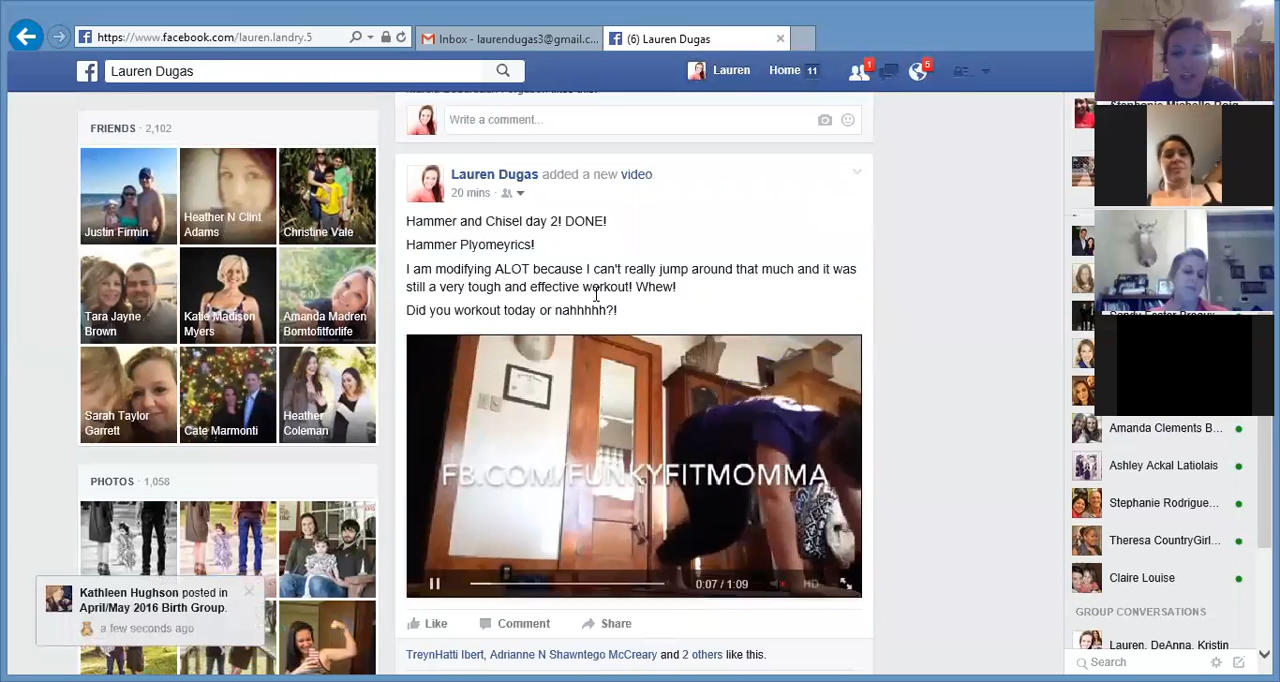 https://www.facebook.com/lauren.landry.5
Inbox - laurendugas3@gmail.c...
(6) Lauren Dugas
Lauren Dugas
Lauren
Home 11
1
5
FRIENDS · 2,102
Justin Firmin
Heather N Clint
Adams
Christine Vale
Tara Jayne
Brown
Katie Madison
Myers
Amanda Madren
Borntofitforlife
Sarah Taylor
Garrett
Cate Marmonti
Heather
Coleman
PHOTOS · 1,058
Kathleen Hughson posted in
April/May 2016 Birth Group.
a few seconds ago
Write a comment...
Lauren Dugas added a new video
20 mins
Hammer and Chisel day 2! DONE!
Hammer Plyomeyrics!
I am modifying ALOT because I can't really jump around that much and it was
still a very tough and effective workout! Whew!
Did you workout today or nahhhhh?!
FB.COM/FUNKYFITMOMMA
0:07 / 1:09
HD
Like
Comment
Share
TreynHatti Ibert, Adrianne N Shawntego McCreary and 2 others like this.
Amanda Clements B...
Ashley Ackal Latiolais
Stephanie Rodrigue...
Theresa CountryGirl...
Claire Louise
GROUP CONVERSATIONS
Lauren, DeAnna, Kristin
Search